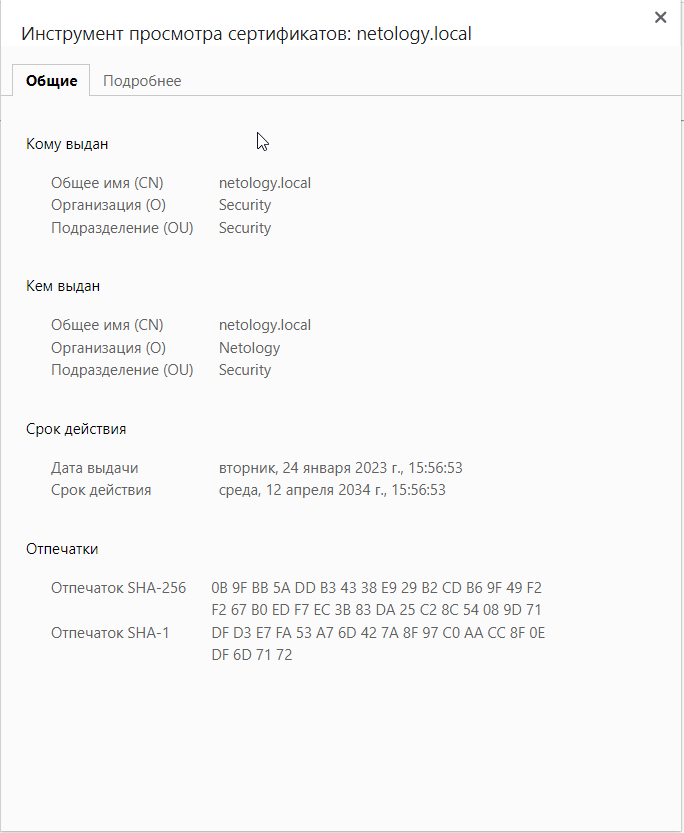 Инструмент просмотра сертификатов: netology.local
Общие Подробнее
Кому выдан
Общее имя (CN) netology.local
Организация (O) Security
Подразделение (OU) Security
Кем выдан
Общее имя (CN) netology.local
Организация (O) Netology
Подразделение (OU) Security
Срок действия
Дата выдачи вторник, 24 января 2023 г., 15:56:53
Срок действия среда, 12 апреля 2034 г., 15:56:53
Отпечатки
Отпечаток SHA-256 0B 9F BB 5A DD B3 43 38 E9 29 B2 CD B6 9F 49 F2
F2 67 B0 ED F7 EC 3B 83 DA 25 C2 8C 54 08 9D 71
Отпечаток SHA-1 DF D3 E7 FA 53 A7 6D 42 7A 8F 97 C0 AA CC 8F 0E
DF 6D 71 72